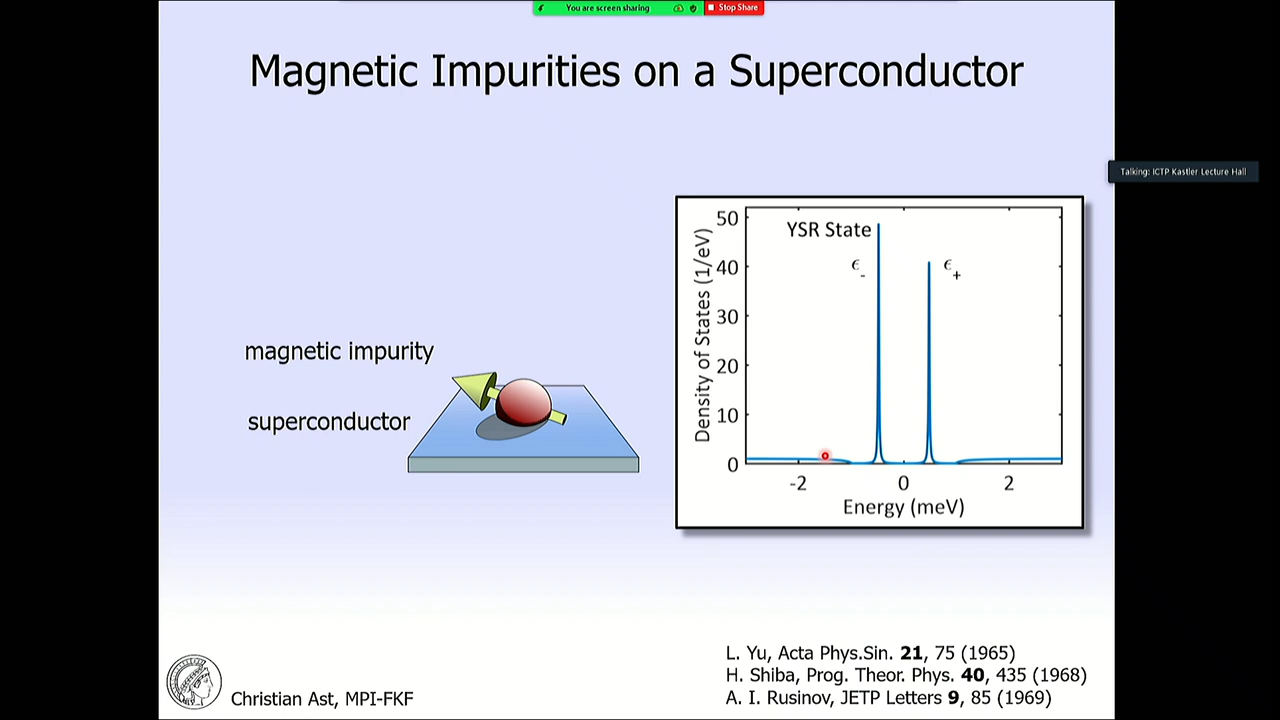 You are screen sharing
Stop Share
Magnetic Impurities on a Superconductor
Talking: ICTP Kastler Lecture Hall
magnetic impurity
superconductor
YSR State
ϵ-
ϵ+
Density of States (1/eV)
50
40
30
20
10
0
-2 0 2
Energy (meV)
L. Yu, Acta Phys.Sin. 21, 75 (1965)
H. Shiba, Prog. Theor. Phys. 40, 435 (1968)
A. I. Rusinov, JETP Letters 9, 85 (1969)
Christian Ast, MPI-FKF